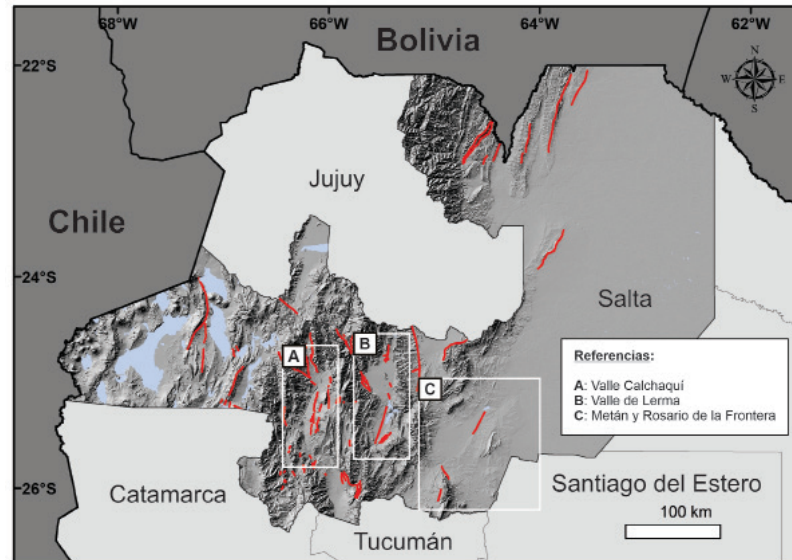 68°W
66°W
64°W
62°W
Bolivia
22°S
N
W
E
S
Jujuy
Chile
24°S
Salta
B
A
C
Referencias:
A: Valle Calchaquí
B: Valle de Lerma
C: Metán y Rosario de la Frontera
26°S
Catamarca
Santiago del Estero
Tucumán
100 km